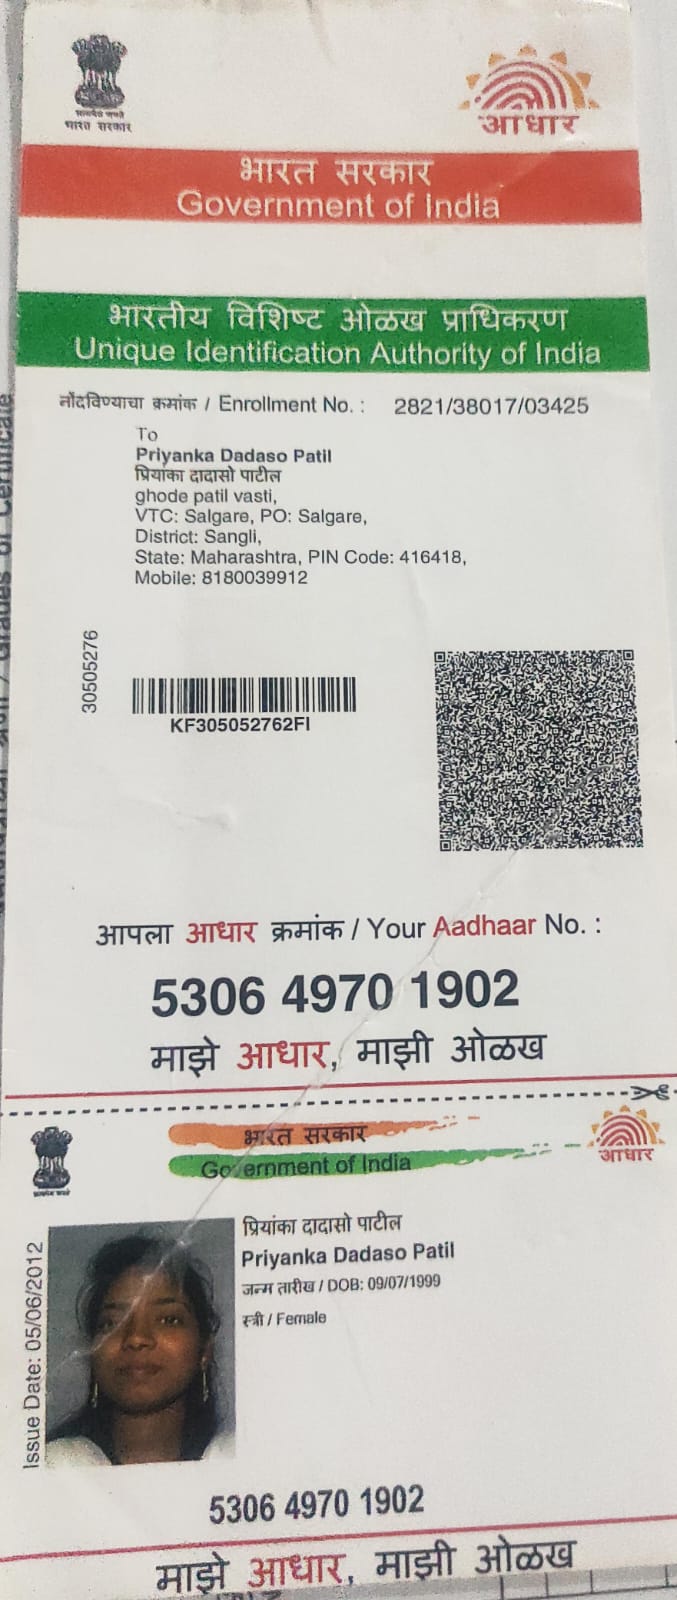 भारत सरकार
आधार
भारत सरकार
Government of India
भारतीय विशिष्ट ओळख प्राधिकरण
Unique Identification Authority of India
नोंदविण्याचा क्रमांक / Enrollment No. : 2821/38017/03425
To
Priyanka Dadaso Patil
प्रियांका दादासो पाटील
ghode patil vasti,
VTC: Salgare, PO: Salgare,
District: Sangli,
State: Maharashtra, PIN Code: 416418,
Mobile: 8180039912
30505276
KF305052762FI
आपला आधार क्रमांक / Your Aadhaar No. :
5306 4970 1902
माझे आधार, माझी ओळख
भारत सरकार
Government of India
आधार
प्रियांका दादासो पाटील
Priyanka Dadaso Patil
जन्म तारीख / DOB: 09/07/1999
स्त्री / Female
Issue Date: 05/06/2012
5306 4970 1902
माझे आधार, माझी ओळख